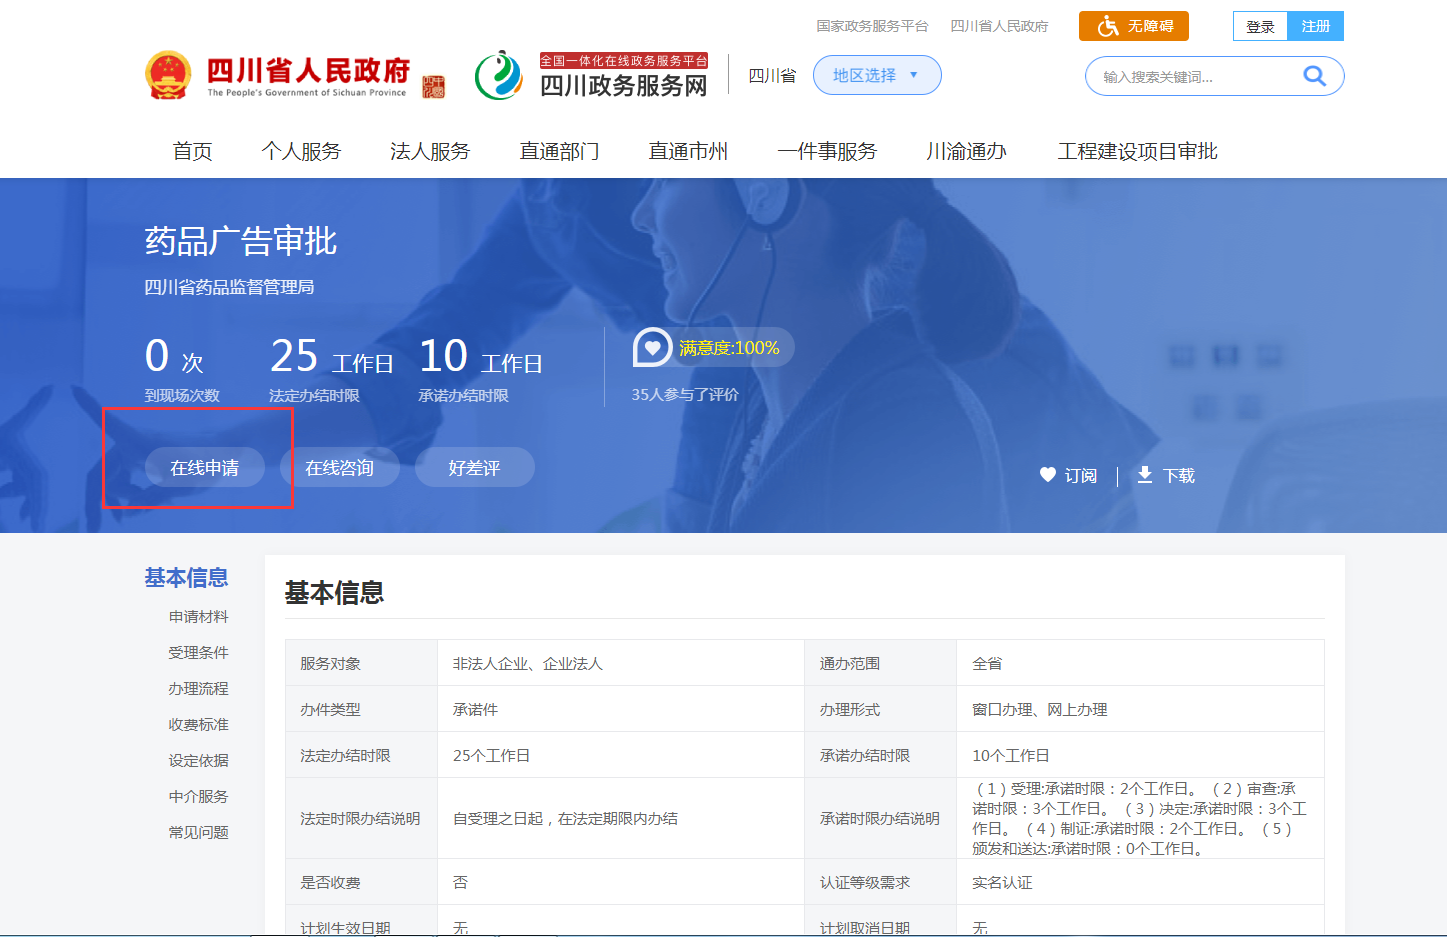 国家政务服务平台 四川省人民政府 无障碍 登录 注册
四川省人民政府
The People's Government of Sichuan Province
全国一体化在线政务服务平台
四川政务服务网
四川省 地区选择 ▼ 输入搜索关键词...
首页 个人服务 法人服务 直通部门 直通市州 一件事服务 川渝通办 工程建设项目审批
药品广告审批
四川省药品监督管理局
0 次 25 工作日 10 工作日 满意度:100%
到现场次数 法定办结时限 承诺办结时限 35人参与了评价
在线申请 在线咨询 好差评 订阅 下载
基本信息
申请材料
受理条件
办理流程
收费标准
设定依据
中介服务
常见问题
基本信息
服务对象 非法人企业、企业法人 通办范围 全省
办件类型 承诺件 办理形式 窗口办理、网上办理
法定办结时限 25个工作日 承诺办结时限 10个工作日
法定时限办结说明 自受理之日起，在法定期限内办结 承诺时限办结说明
（1）受理:承诺时限：2个工作日。（2）审查:承
诺时限：3个工作日。（3）决定:承诺时限：3个工
作日。（4）制证:承诺时限：2个工作日。（5）
颁发和送达:承诺时限：0个工作日。
是否收费 否 认证等级需求 实名认证
计划生效日期 无 计划取消日期 无